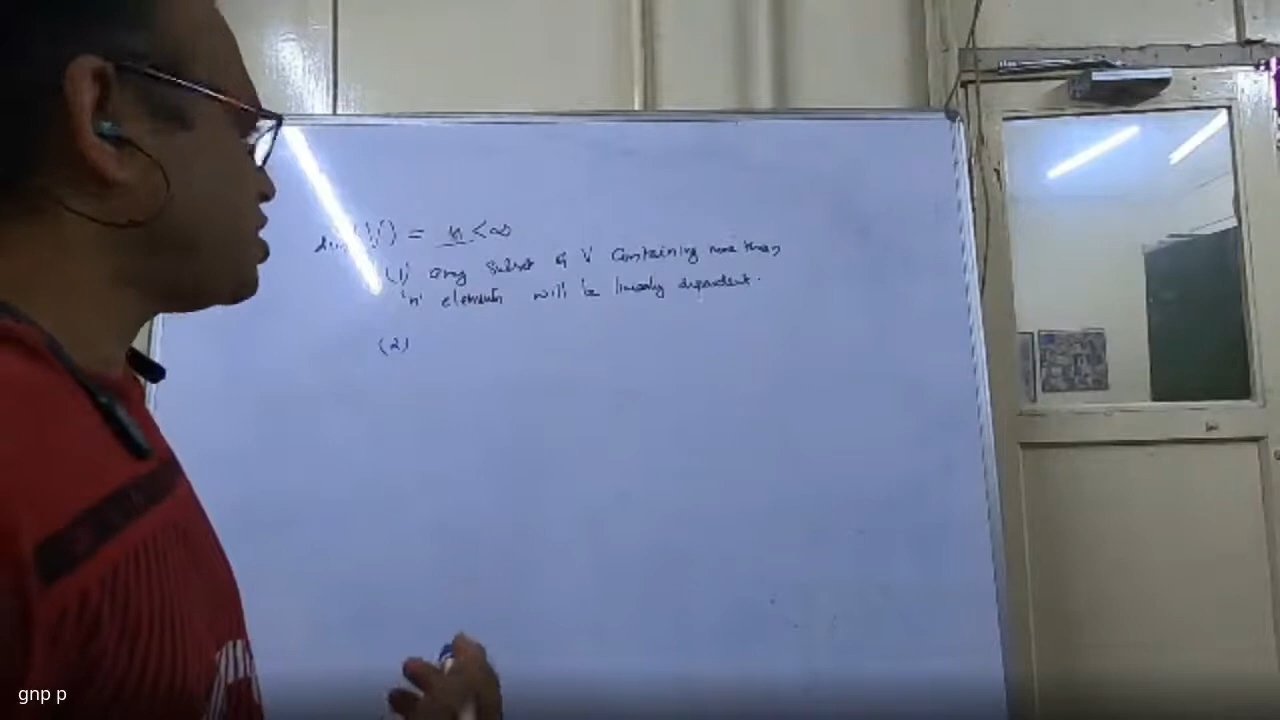 dim(V) = n < ∞
(1) any subset of V containing more than
'n' elements will be linearly dependent.
(2)
gnp p